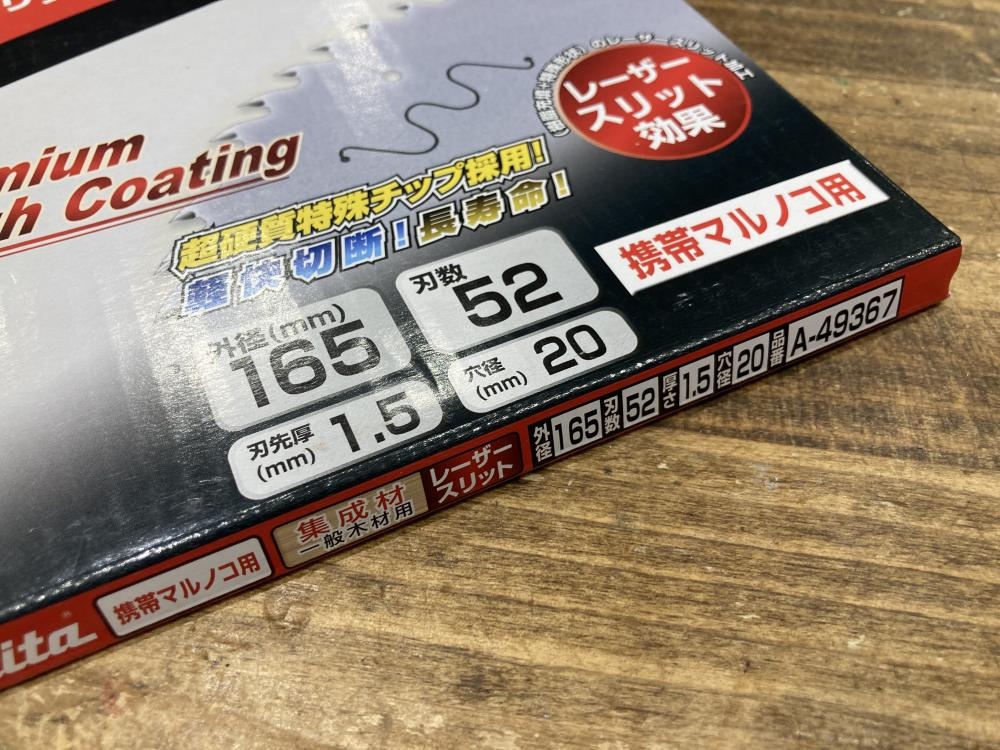 mium
Coating
レーザー
スリット
効果
超硬質特殊チップ採用!
軽快切断!長寿命!
携帯マルノコ用
外径(mm)
165
刃数
52
刃先厚
(mm)
1.5
穴径
(mm)
20
ita
携帯マルノコ用
集成材
一般木材用
レーザー
スリット
外径 165 刃数 52 厚さ 1.5 穴径 20 品番 A-49367